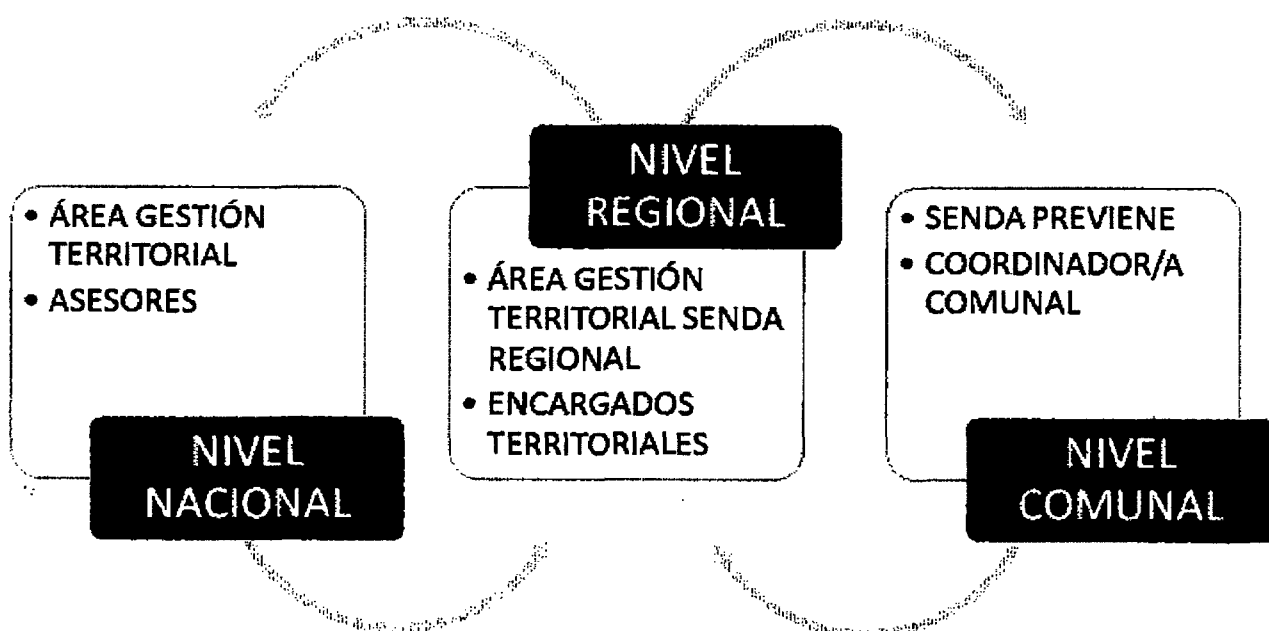 • ÁREA GESTIÓN
TERRITORIAL
• ASESORES
NIVEL
NACIONAL
NIVEL
REGIONAL
• ÁREA GESTIÓN
TERRITORIAL SENDA
REGIONAL
• ENCARGADOS
TERRITORIALES
• SENDA PREVIENE
• COORDINADOR/A
COMUNAL
NIVEL
COMUNAL